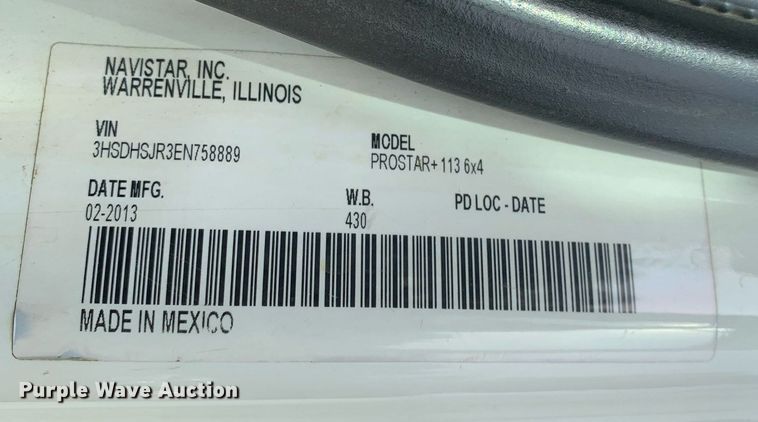 NAVISTAR, INC.
WARRENVILLE, ILLINOIS
VIN
3HSDHSJR3EN758889
MODEL
PROSTAR+ 113 6x4
DATE MFG.
02-2013
W.B.
430
PD LOC - DATE
MADE IN MEXICO
Purple Wave Auction